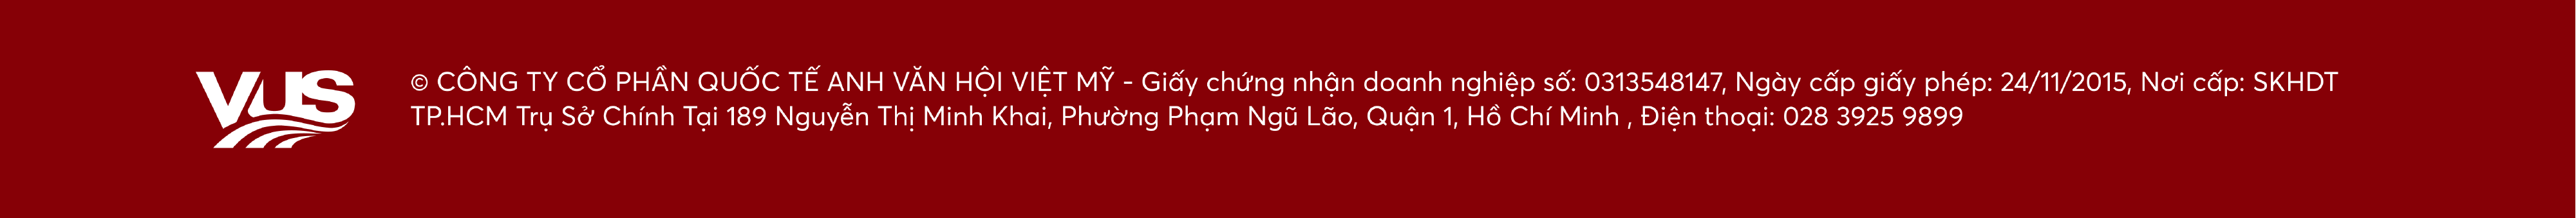 VUS
© CÔNG TY CỔ PHẦN QUỐC TẾ ANH VĂN HỘI VIỆT MỸ - Giấy chứng nhận doanh nghiệp số: 0313548147, Ngày cấp giấy phép: 24/11/2015, Nơi cấp: SKHDT
TP.HCM Trụ Sở Chính Tại 189 Nguyễn Thị Minh Khai, Phường Phạm Ngũ Lão, Quận 1, Hồ Chí Minh , Điện thoại: 028 3925 9899